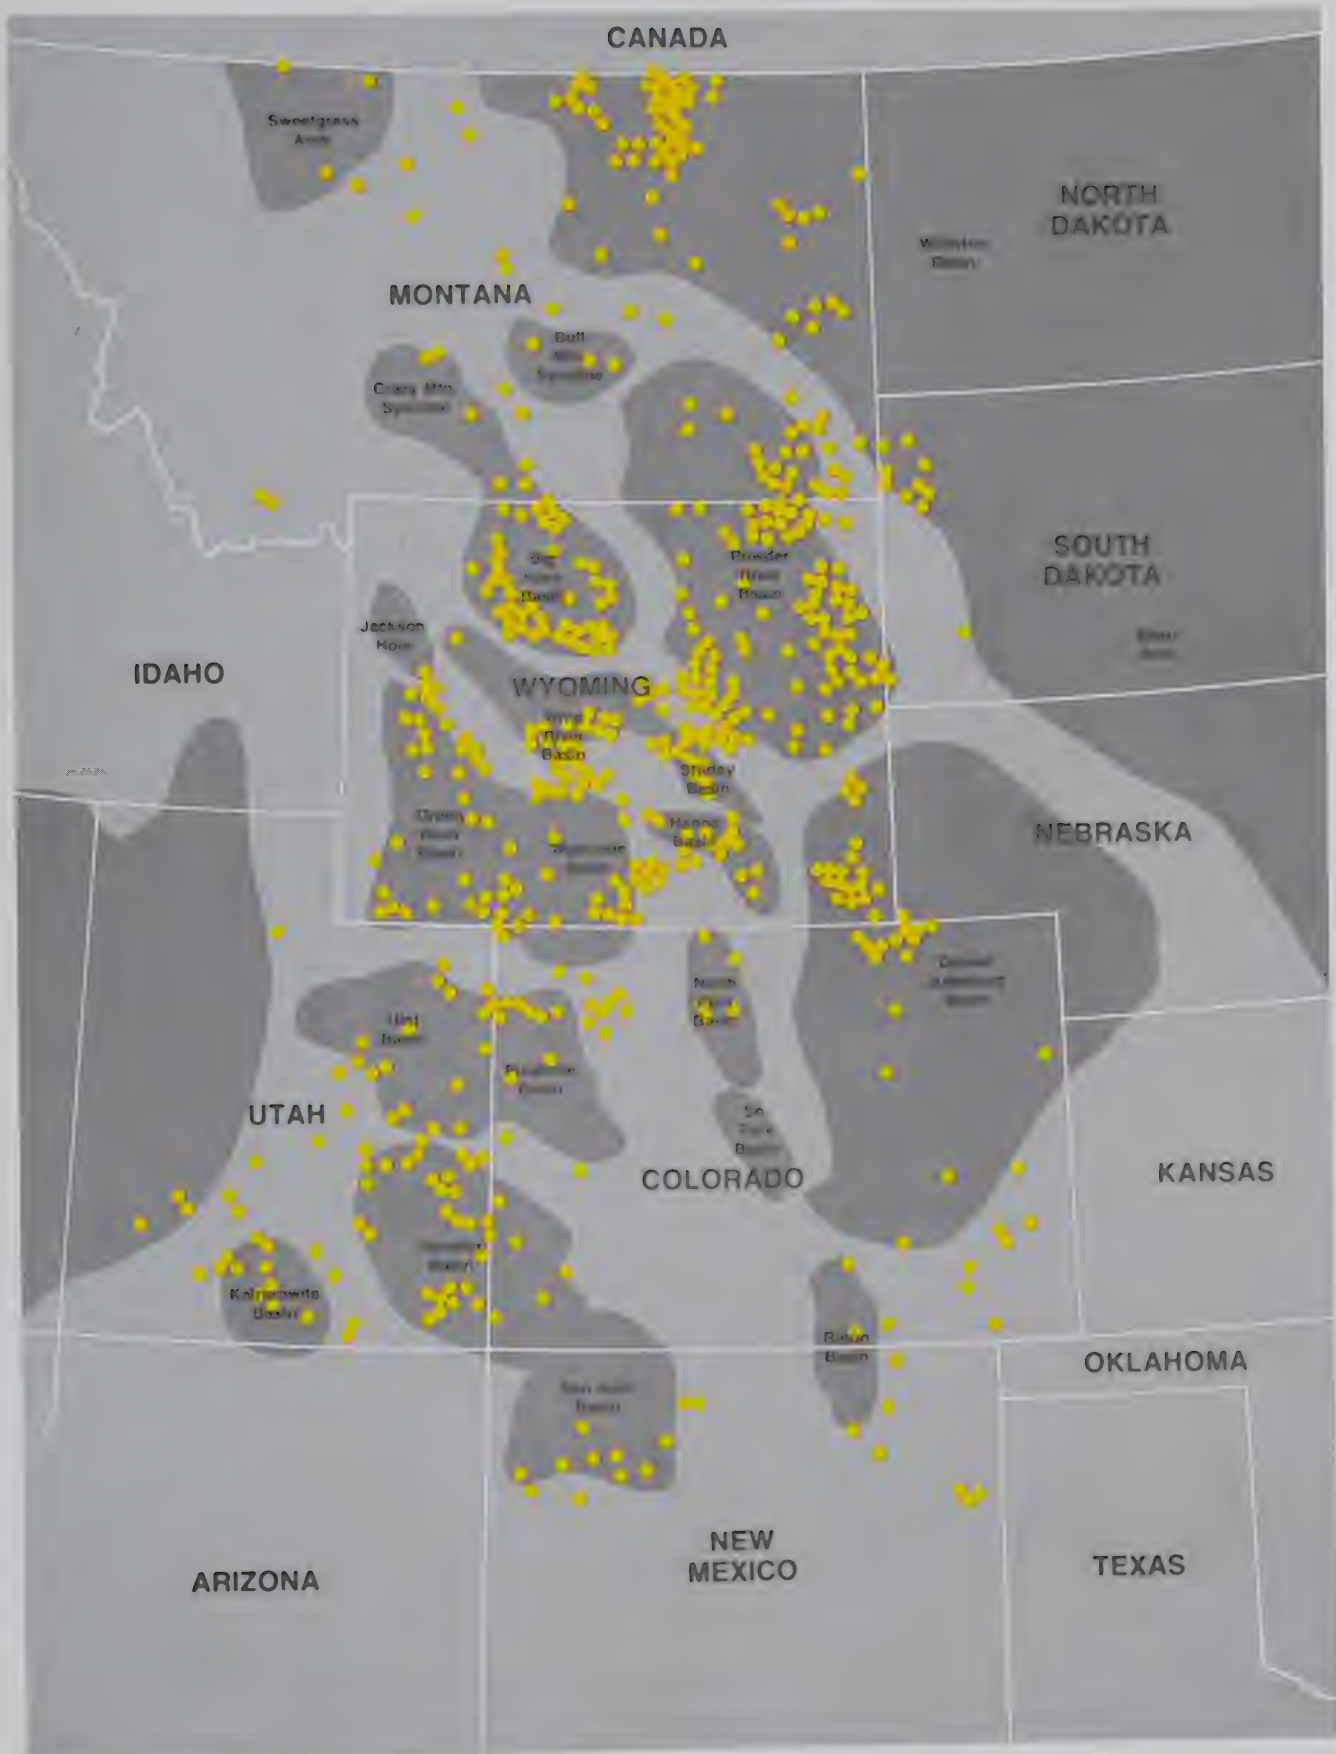 CANADA
Sweetgrass
Arch
NORTH
DAKOTA
Williston
Basin
MONTANA
Bull
Mtn
Syncline
Crazy Mtn
Syncline
SOUTH
DAKOTA
Big
Horn
Basin
Powder
River
Basin
Jackson
Hole
IDAHO
WYOMING
Wind
River
Basin
Shirley
Basin
Hanna
Basin
Green
River
Basin
NEBRASKA
Basin
North
Park
Basin
Uint
Basin
Basin
UTAH
So
Park
Basin
COLORADO
KANSAS
Basin
Kaiparowits
Basin
Raton
Basin
OKLAHOMA
San Juan
Basin
NEW
MEXICO
ARIZONA
TEXAS